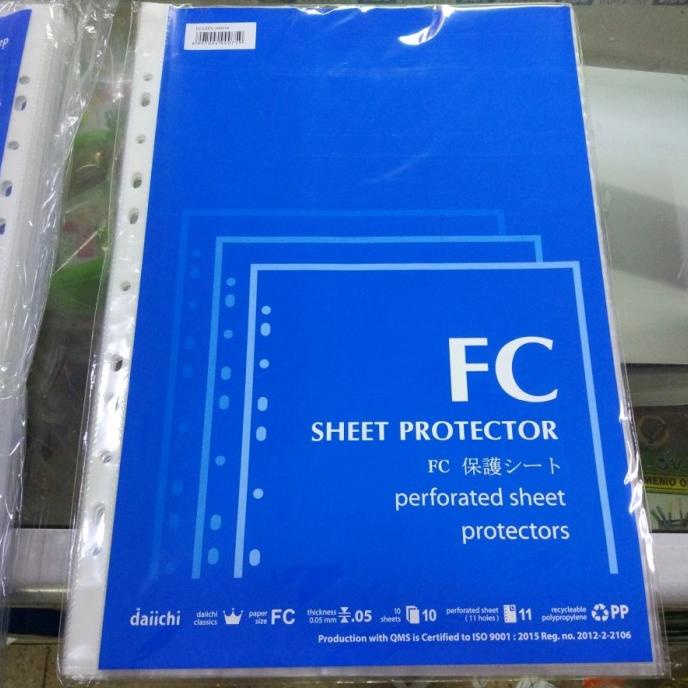 FC
SHEET PROTECTOR
FC 保護シート
perforated sheet
protectors
daiichi
daiichi
classics
paper
size
FC
thickness
0.05 mm
.05
10
sheets
10
perforated sheet
( 11 holes )
11
recyclable
polypropylene
PP
Production with QMS is Certified to ISO 9001 : 2015 Reg. no. 2012-2-2106
MEMO